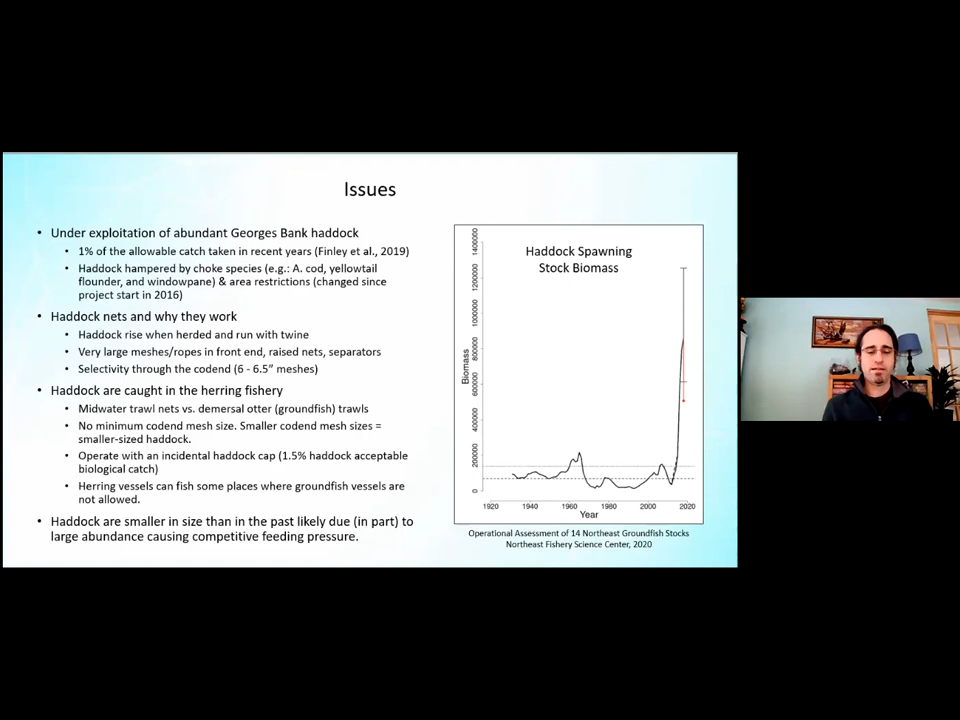 Issues
• Under exploitation of abundant Georges Bank haddock
• 1% of the allowable catch taken in recent years (Finley et al., 2019)
• Haddock hampered by choke species (e.g.: A. cod, yellowtail
flounder, and windowpane) & area restrictions (changed since
project start in 2016)
• Haddock nets and why they work
• Haddock rise when herded and run with twine
• Very large meshes/ropes in front end, raised nets, separators
• Selectivity through the codend (6 - 6.5” meshes)
• Haddock are caught in the herring fishery
• Midwater trawl nets vs. demersal otter (groundfish) trawls
• No minimum codend mesh size. Smaller codend mesh sizes =
smaller-sized haddock.
• Operate with an incidental haddock cap (1.5% haddock acceptable
biological catch)
• Herring vessels can fish some places where groundfish vessels are
not allowed.
• Haddock are smaller in size than in the past likely due (in part) to
large abundance causing competitive feeding pressure.
Haddock Spawning
Stock Biomass
Biomass
1400000
1200000
1000000
800000
600000
400000
200000
0
1920 1940 1960 1980 2000 2020
Year
Operational Assessment of 14 Northeast Groundfish Stocks
Northeast Fishery Science Center, 2020